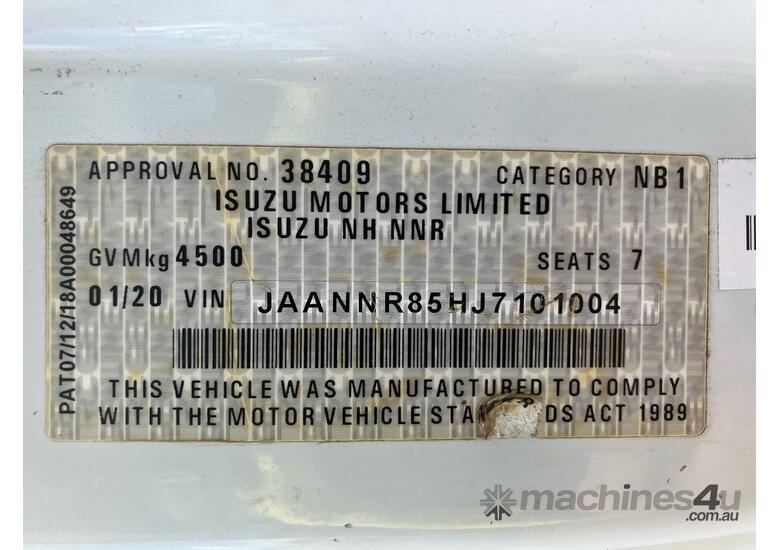 PAT07/12/18A00048649
APPROVAL NO. 38409 CATEGORY NB1
ISUZU MOTORS LIMITED
ISUZU NH NNR
GVMkg 4500 SEATS 7
01/20 VIN JAANNR85HJ7101004
THIS VEHICLE WAS MANUFACTURED TO COMPLY
WITH THE MOTOR VEHICLE STA DS ACT 1989
machines4u
.com.au